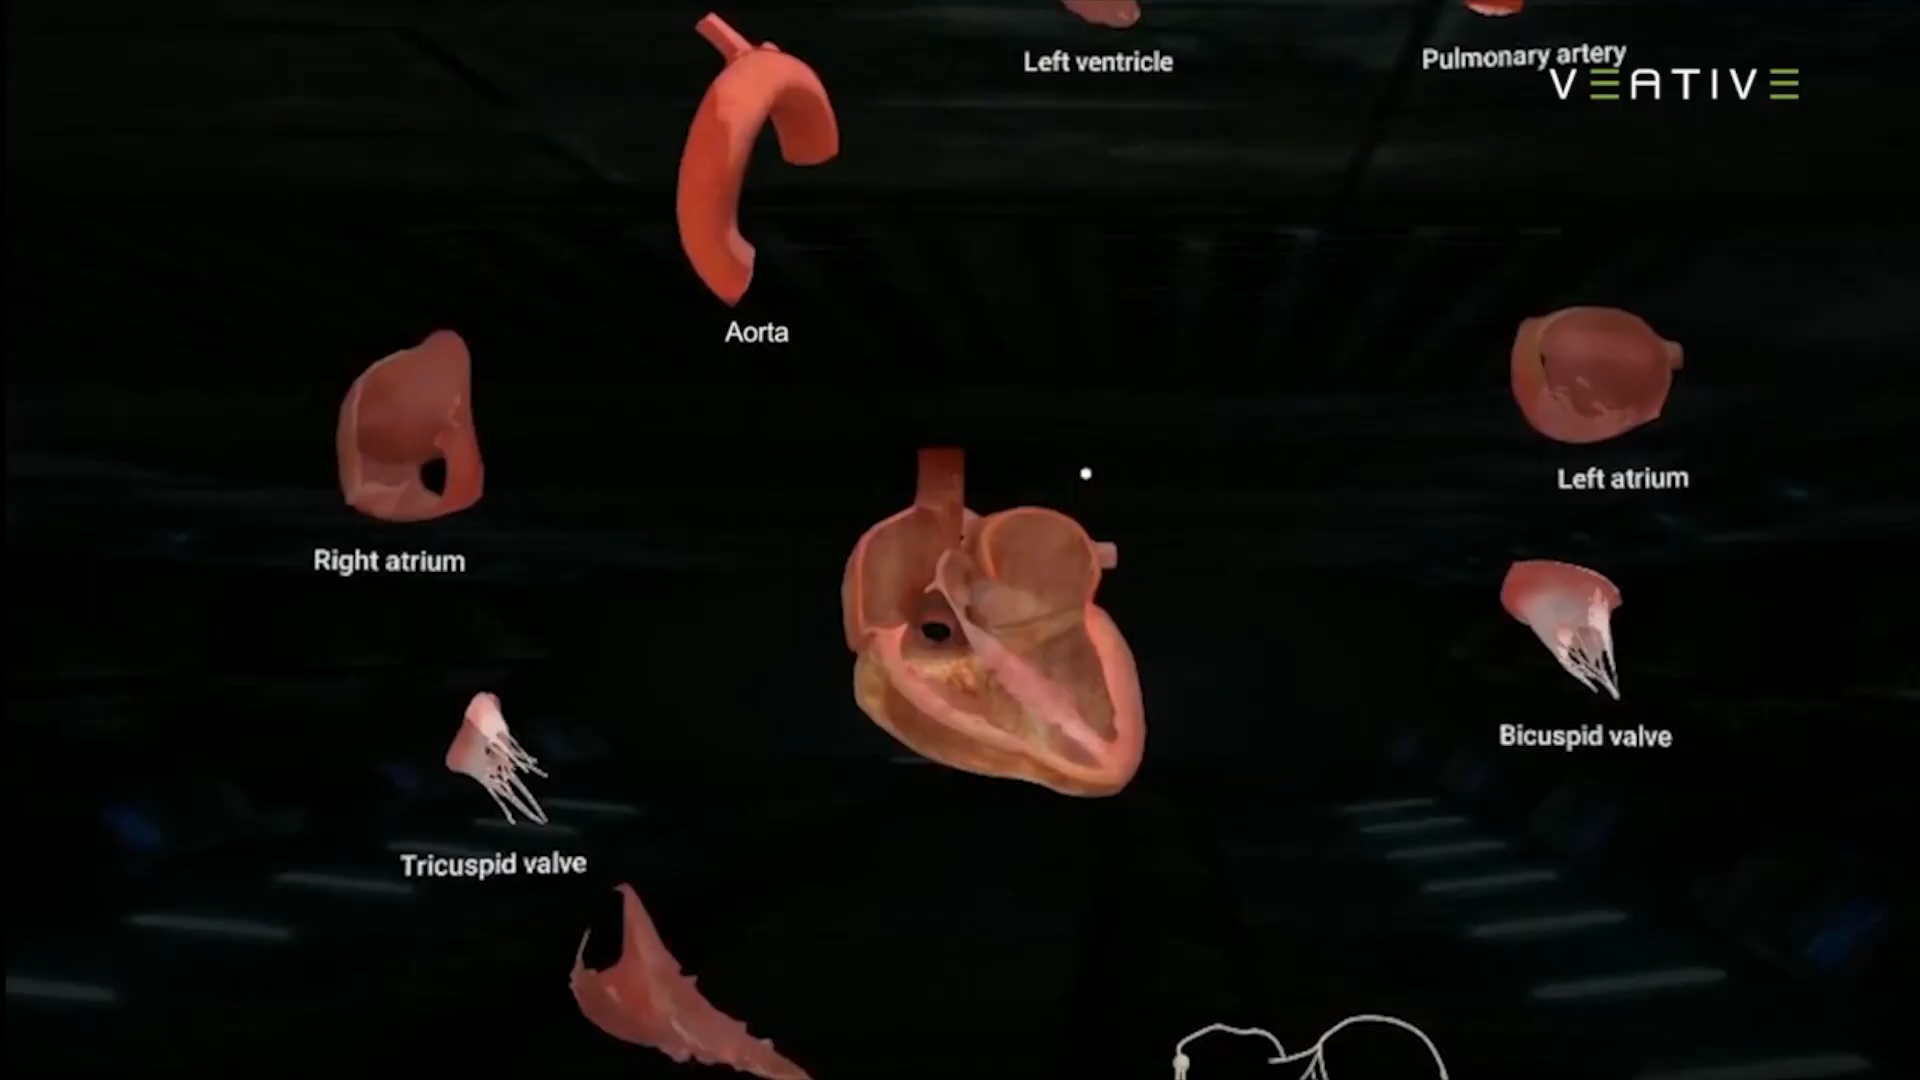 Left ventricle
Pulmonary artery
VEATIVE
Aorta
Left atrium
Right atrium
Bicuspid valve
Tricuspid valve